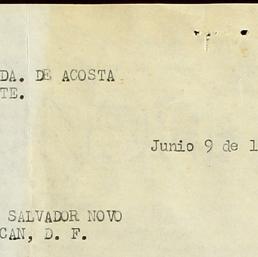 DA. DE ACOSTA
TE.
Junio 9 de 1
SALVADOR NOVO
CAN, D. F.